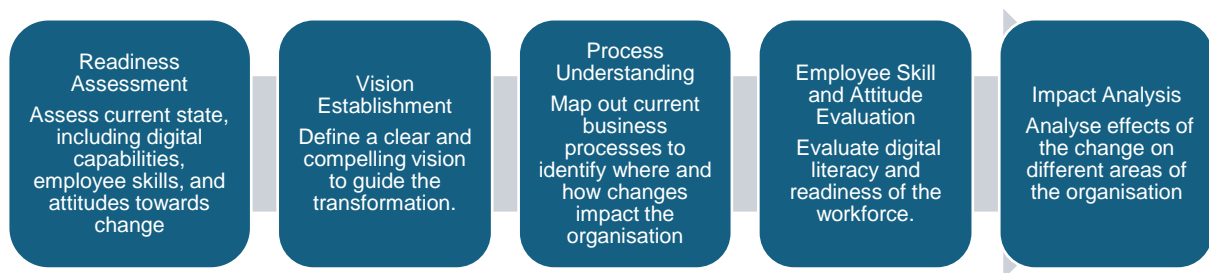 Readiness
Assessment
Assess current state,
including digital
capabilities,
employee skills, and
attitudes towards
change
Vision
Establishment
Define a clear and
compelling vision
to guide the
transformation.
Process
Understanding
Map out current
business
processes to
identify where and
how changes
impact the
organisation
Employee Skill
and Attitude
Evaluation
Evaluate digital
literacy and
readiness of the
workforce.
Impact Analysis
Analyse effects of
the change on
different areas of
the organisation